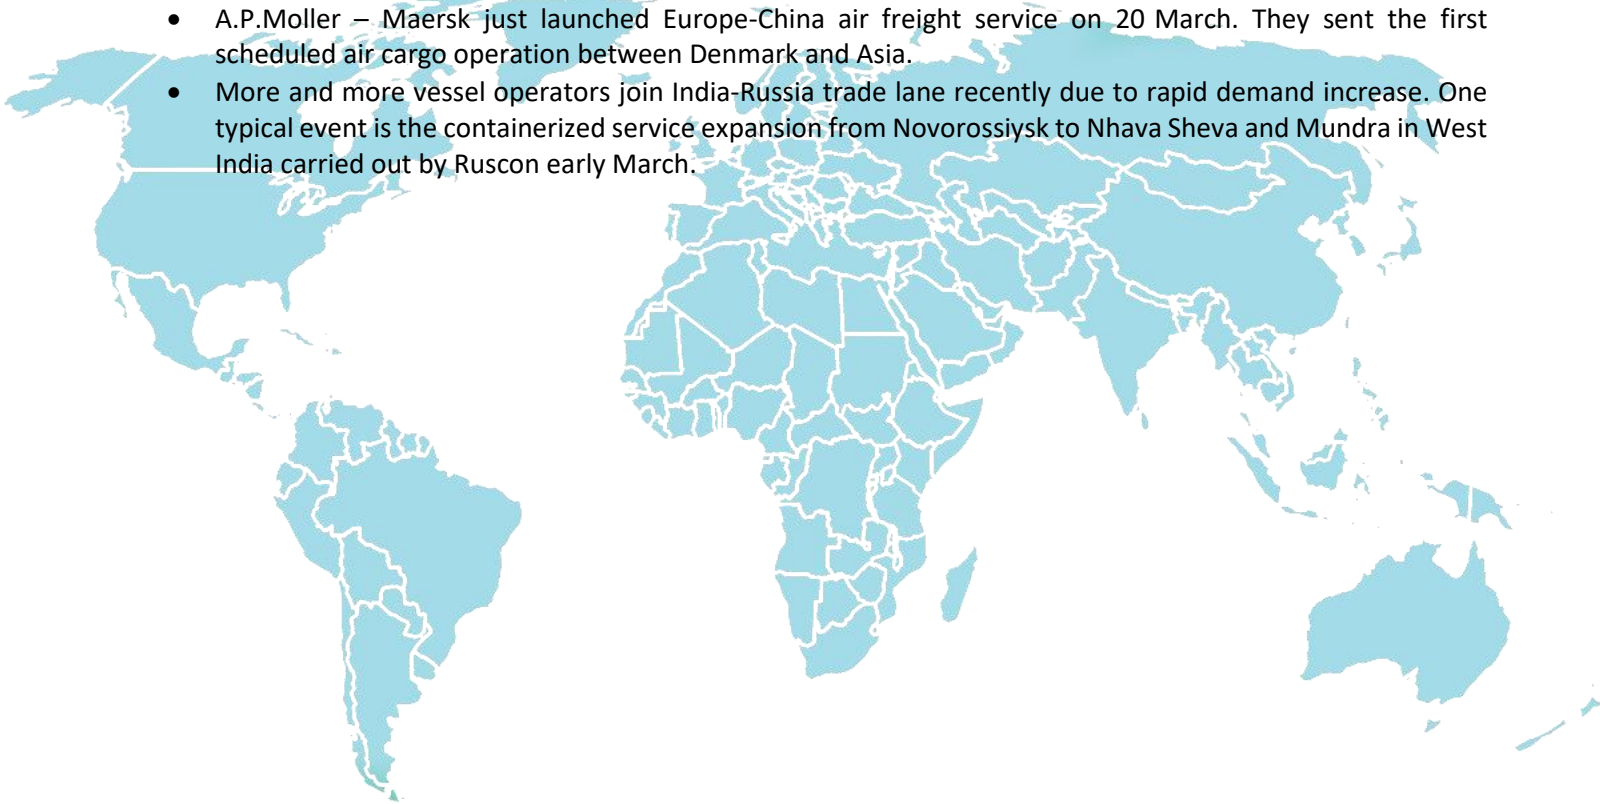 • A.P.Moller – Maersk just launched Europe-China air freight service on 20 March. They sent the first
scheduled air cargo operation between Denmark and Asia.
• More and more vessel operators join India-Russia trade lane recently due to rapid demand increase. One
typical event is the containerized service expansion from Novorossiysk to Nhava Sheva and Mundra in West
India carried out by Ruscon early March.